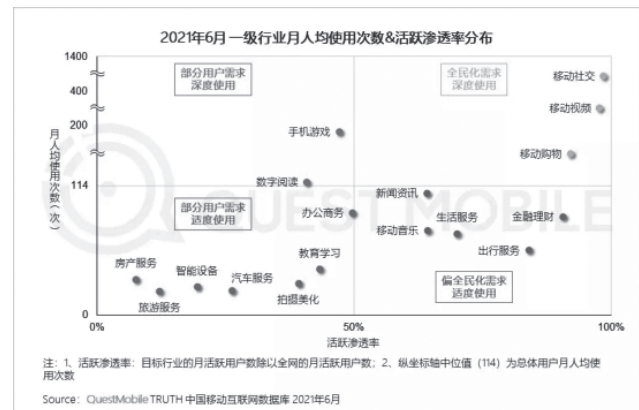 2021年6月 一级行业月人均使用次数&活跃渗透率分布
1400
部分用户需求
深度使用
全民化需求
深度使用
移动社交
400
移动视频
200
手机游戏
移动购物
月人均使用次数（次）
114
数字阅读
新闻资讯
部分用户需求
适度使用
办公商务
生活服务
金融理财
移动音乐
QUEST MOBILE
教育学习
出行服务
房产服务
智能设备
汽车服务
偏全民化需求
适度使用
旅游服务
拍摄美化
0
0%
50%
100%
活跃渗透率
注：1、活跃渗透率：目标行业的月活跃用户数除以全网的月活跃用户数；2、纵坐标轴中位值（114）为总体用户月人均使
用次数
Source：QuestMobile TRUTH 中国移动互联网数据库 2021年6月